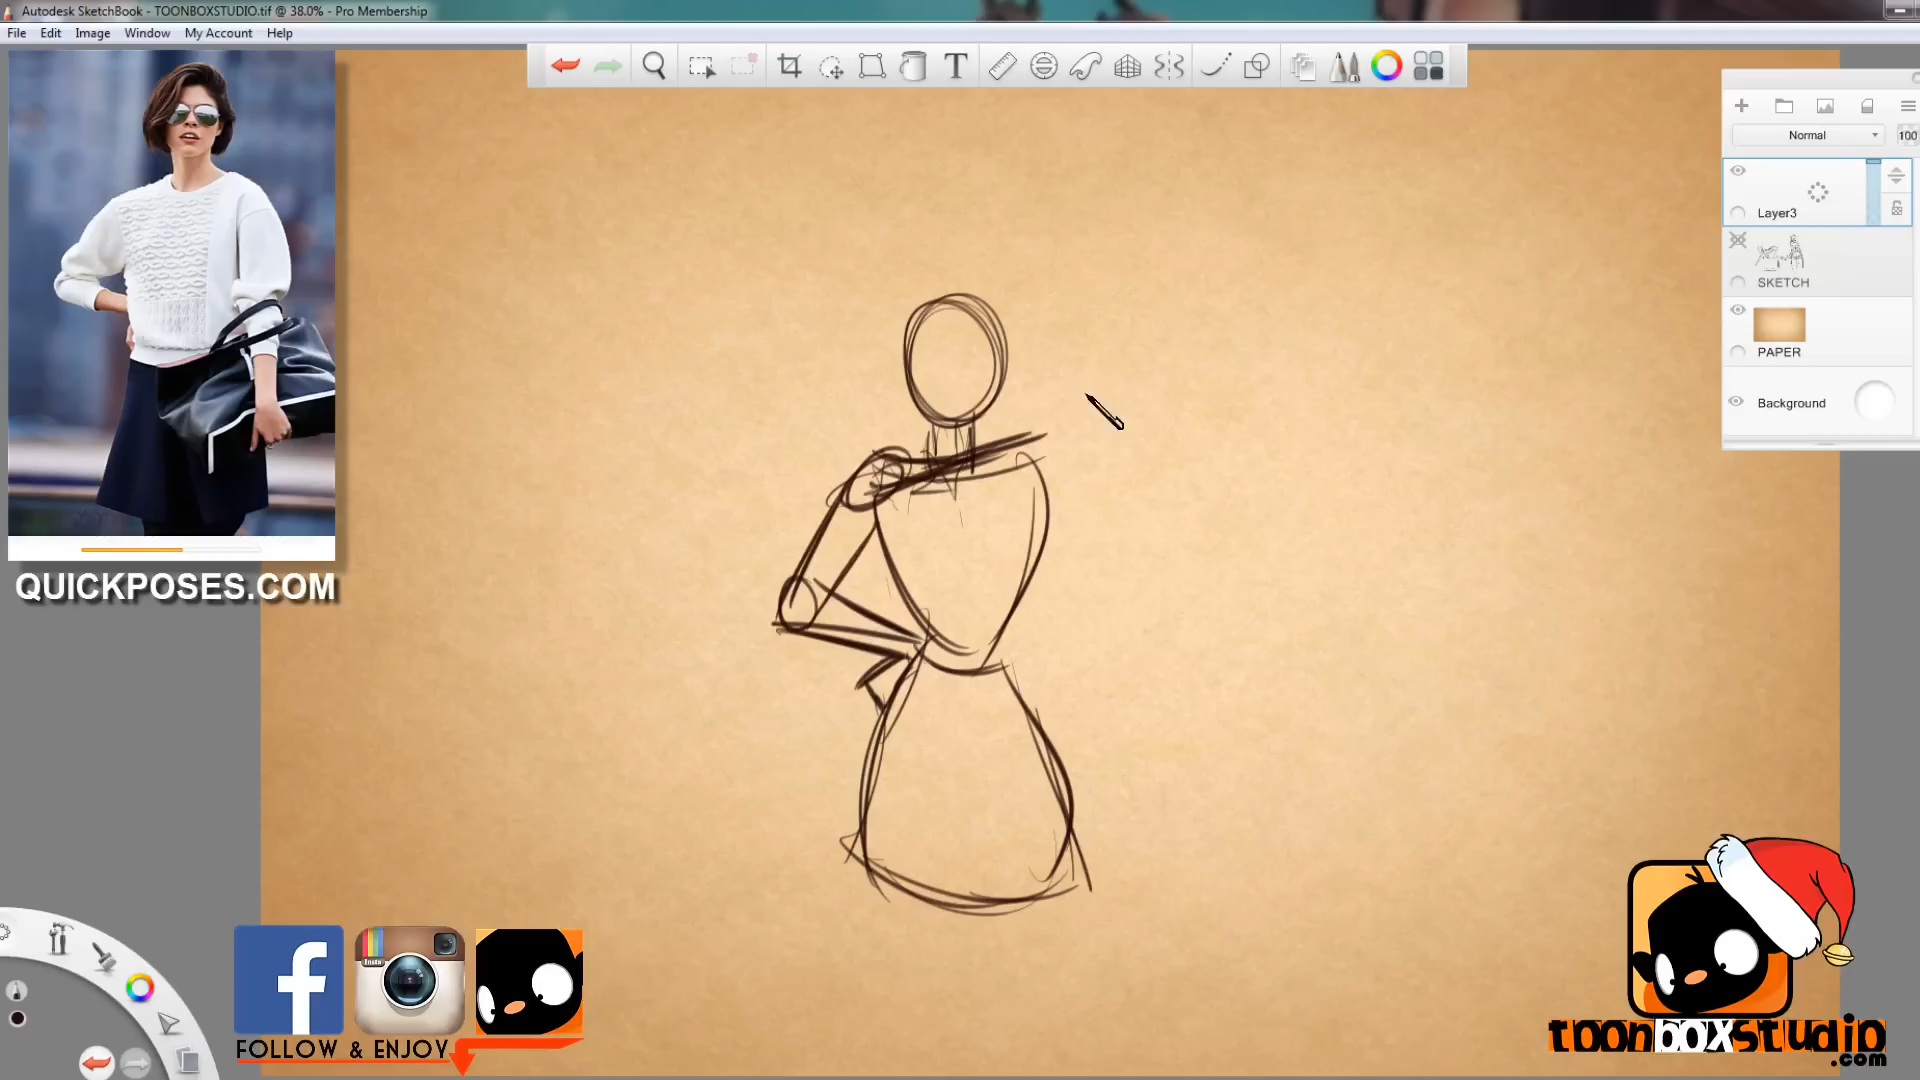 Autodesk SketchBook - TOONBOXSTUDIO.tif @ 38.0% - Pro Membership
File Edit Image Window My Account Help
T
Normal 100
Layer3
SKETCH
PAPER
Background
QUICKPOSES.COM
f
Insta
FOLLOW & ENJOY
toonboxstudio
.com